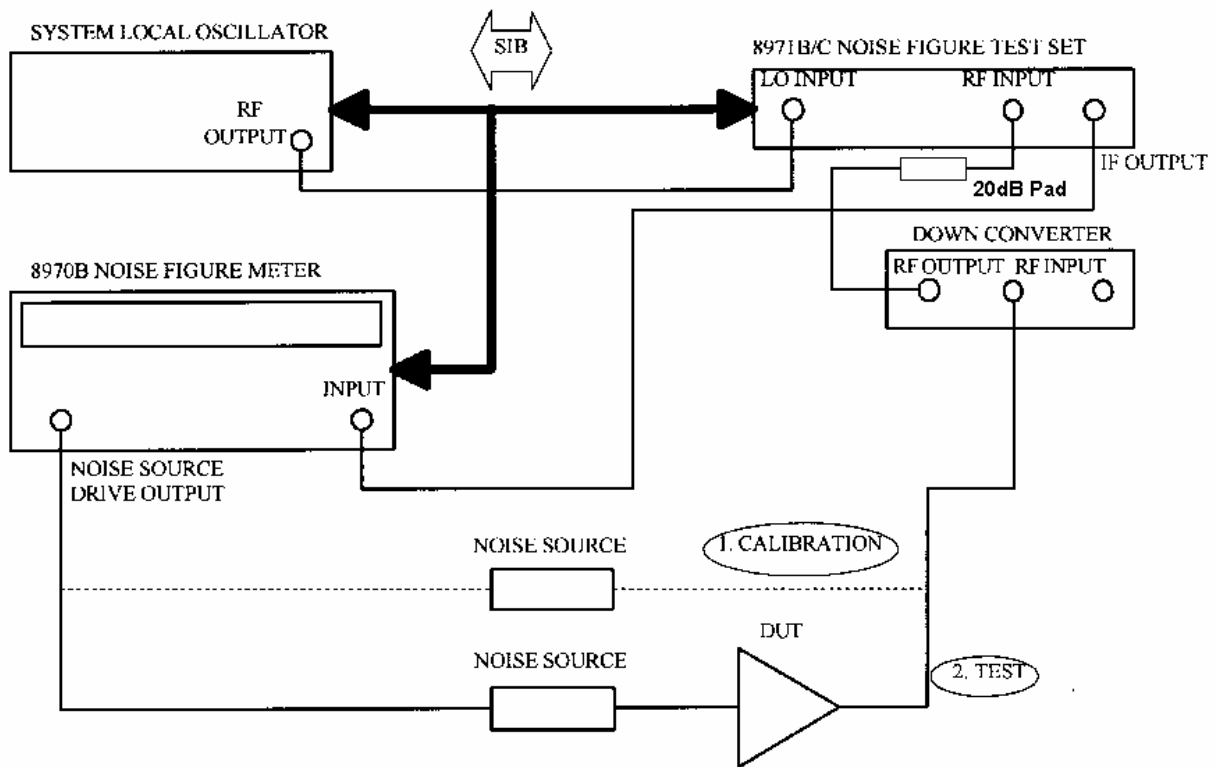 SYSTEM LOCAL OSCILLATOR
RF
OUTPUT
SIB
8971B/C NOISE FIGURE TEST SET
LO INPUT
RF INPUT
IF OUTPUT
20dB Pad
DOWN CONVERTER
RF OUTPUT
RF INPUT
8970B NOISE FIGURE METER
INPUT
NOISE SOURCE
DRIVE OUTPUT
NOISE SOURCE
1. CALIBRATION
NOISE SOURCE
DUT
2. TEST